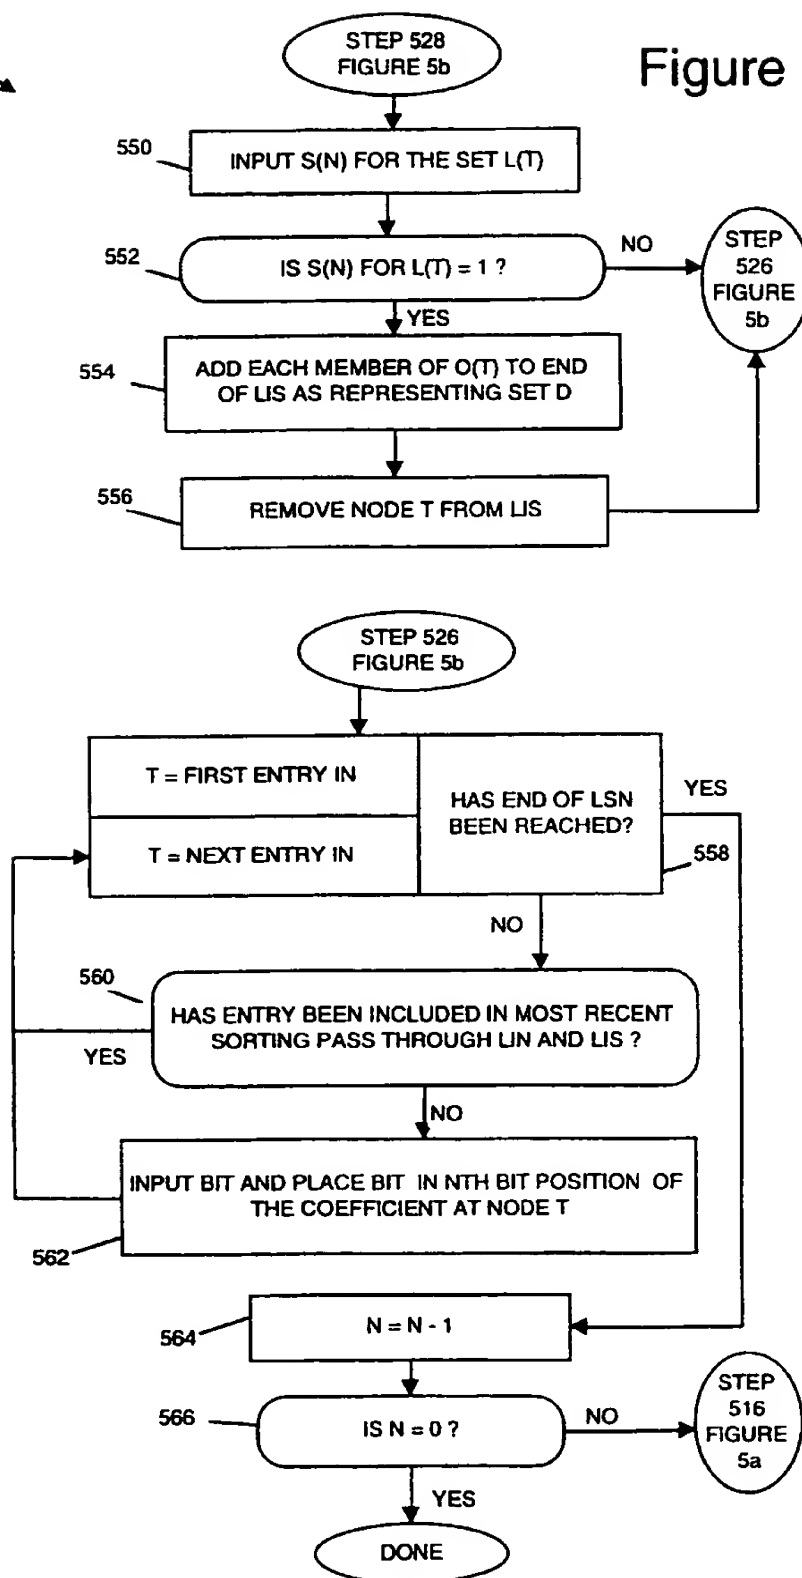 STEP 528
FIGURE 5b
Figure
550
INPUT S(N) FOR THE SET L(T)
552
IS S(N) FOR L(T) = 1 ?
NO
STEP
526
FIGURE
5b
YES
554
ADD EACH MEMBER OF O(T) TO END
OF LIS AS REPRESENTING SET D
556
REMOVE NODE T FROM LIS
STEP 526
FIGURE 5b
T = FIRST ENTRY IN
T = NEXT ENTRY IN
HAS END OF LSN
BEEN REACHED?
YES
558
NO
560
HAS ENTRY BEEN INCLUDED IN MOST RECENT
SORTING PASS THROUGH LIN AND LIS ?
YES
NO
INPUT BIT AND PLACE BIT IN NTH BIT POSITION OF
THE COEFFICIENT AT NODE T
562
564
N = N - 1
566
IS N = 0 ?
NO
STEP
516
FIGURE
5a
YES
DONE